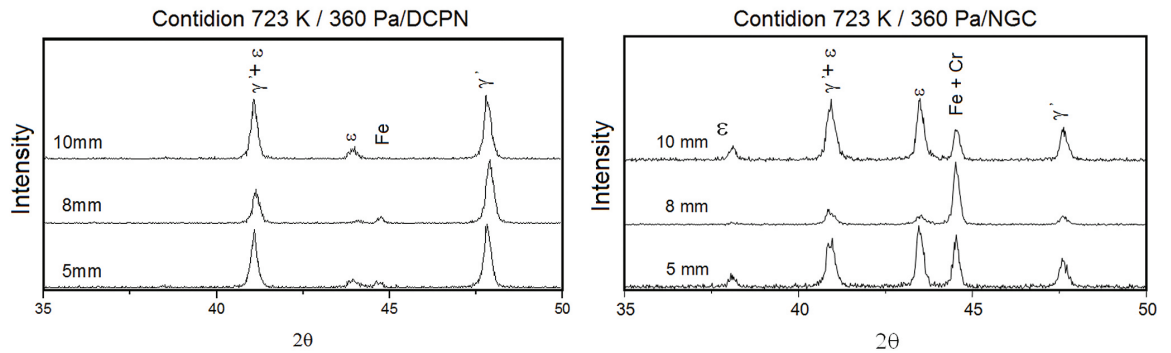 Contidion 723 K / 360 Pa/DCPN
Intensity
γ'+ ε
ε
Fe
γ'
10mm
8mm
5mm
35 40 45 50
2θ
Contidion 723 K / 360 Pa/NGC
Intensity
ε
γ'+ ε
ε
Fe + Cr
γ'
10 mm
8 mm
5 mm
35 40 45 50
2θ